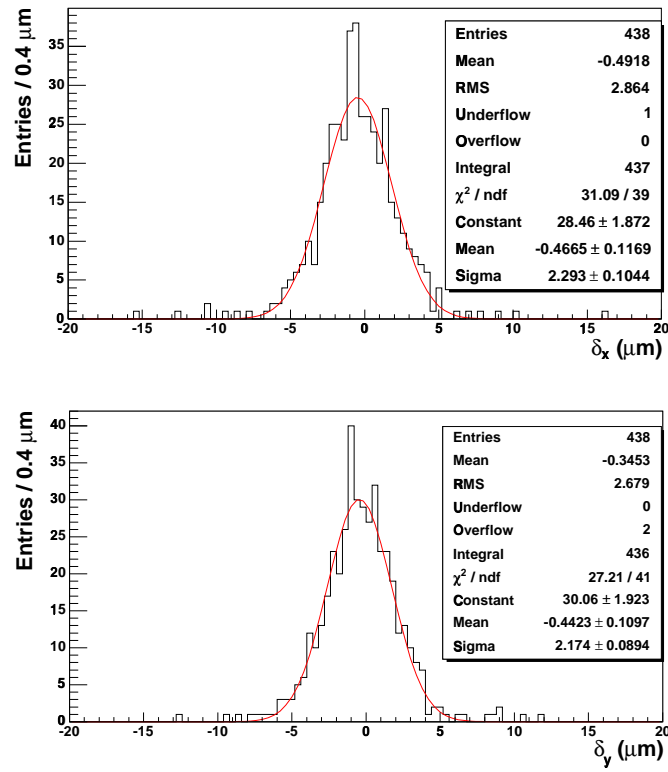 Entries / 0.4 μm
35
30
25
20
15
10
5
0
-20 -15 -10 -5 0 5 10 15 20
δx (μm)
Entries 438
Mean -0.4918
RMS 2.864
Underflow 1
Overflow 0
Integral 437
χ² / ndf 31.09 / 39
Constant 28.46 ± 1.872
Mean -0.4665 ± 0.1169
Sigma 2.293 ± 0.1044
Entries / 0.4 μm
40
35
30
25
20
15
10
5
0
-20 -15 -10 -5 0 5 10 15 20
δy (μm)
Entries 438
Mean -0.3453
RMS 2.679
Underflow 0
Overflow 2
Integral 436
χ² / ndf 27.21 / 41
Constant 30.06 ± 1.923
Mean -0.4423 ± 0.1097
Sigma 2.174 ± 0.0894